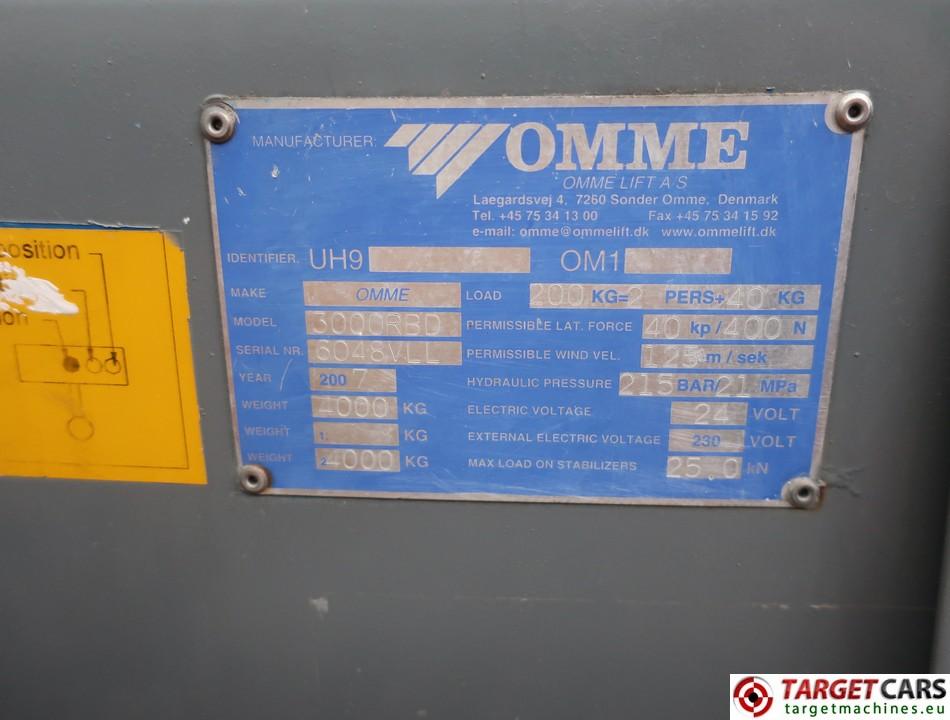 MANUFACTURER: OMME
OMME LIFT A/S
Laegardsvej 4, 7260 Sonder Omme, Denmark
Tel. +45 75 34 13 00 Fax +45 75 34 15 92
e-mail: omme@ommelift.dk www.ommelift.dk
IDENTIFIER. UH9 OM1
MAKE OMME
MODEL 3000RBD
SERIAL NR. 6048VLL
YEAR 2007
WEIGHT 4000 KG
WEIGHT 1. KG
WEIGHT 2. 4000 KG
LOAD 200 KG=2 PERS+40 KG
PERMISSIBLE LAT. FORCE 40 kp/400 N
PERMISSIBLE WIND VEL. 125 m/sek
HYDRAULIC PRESSURE 215 BAR/21 MPa
ELECTRIC VOLTAGE 24 VOLT
EXTERNAL ELECTRIC VOLTAGE 230 VOLT
MAX LOAD ON STABILIZERS 25.0 kN
position
TARGETCARS
targetmachines.eu